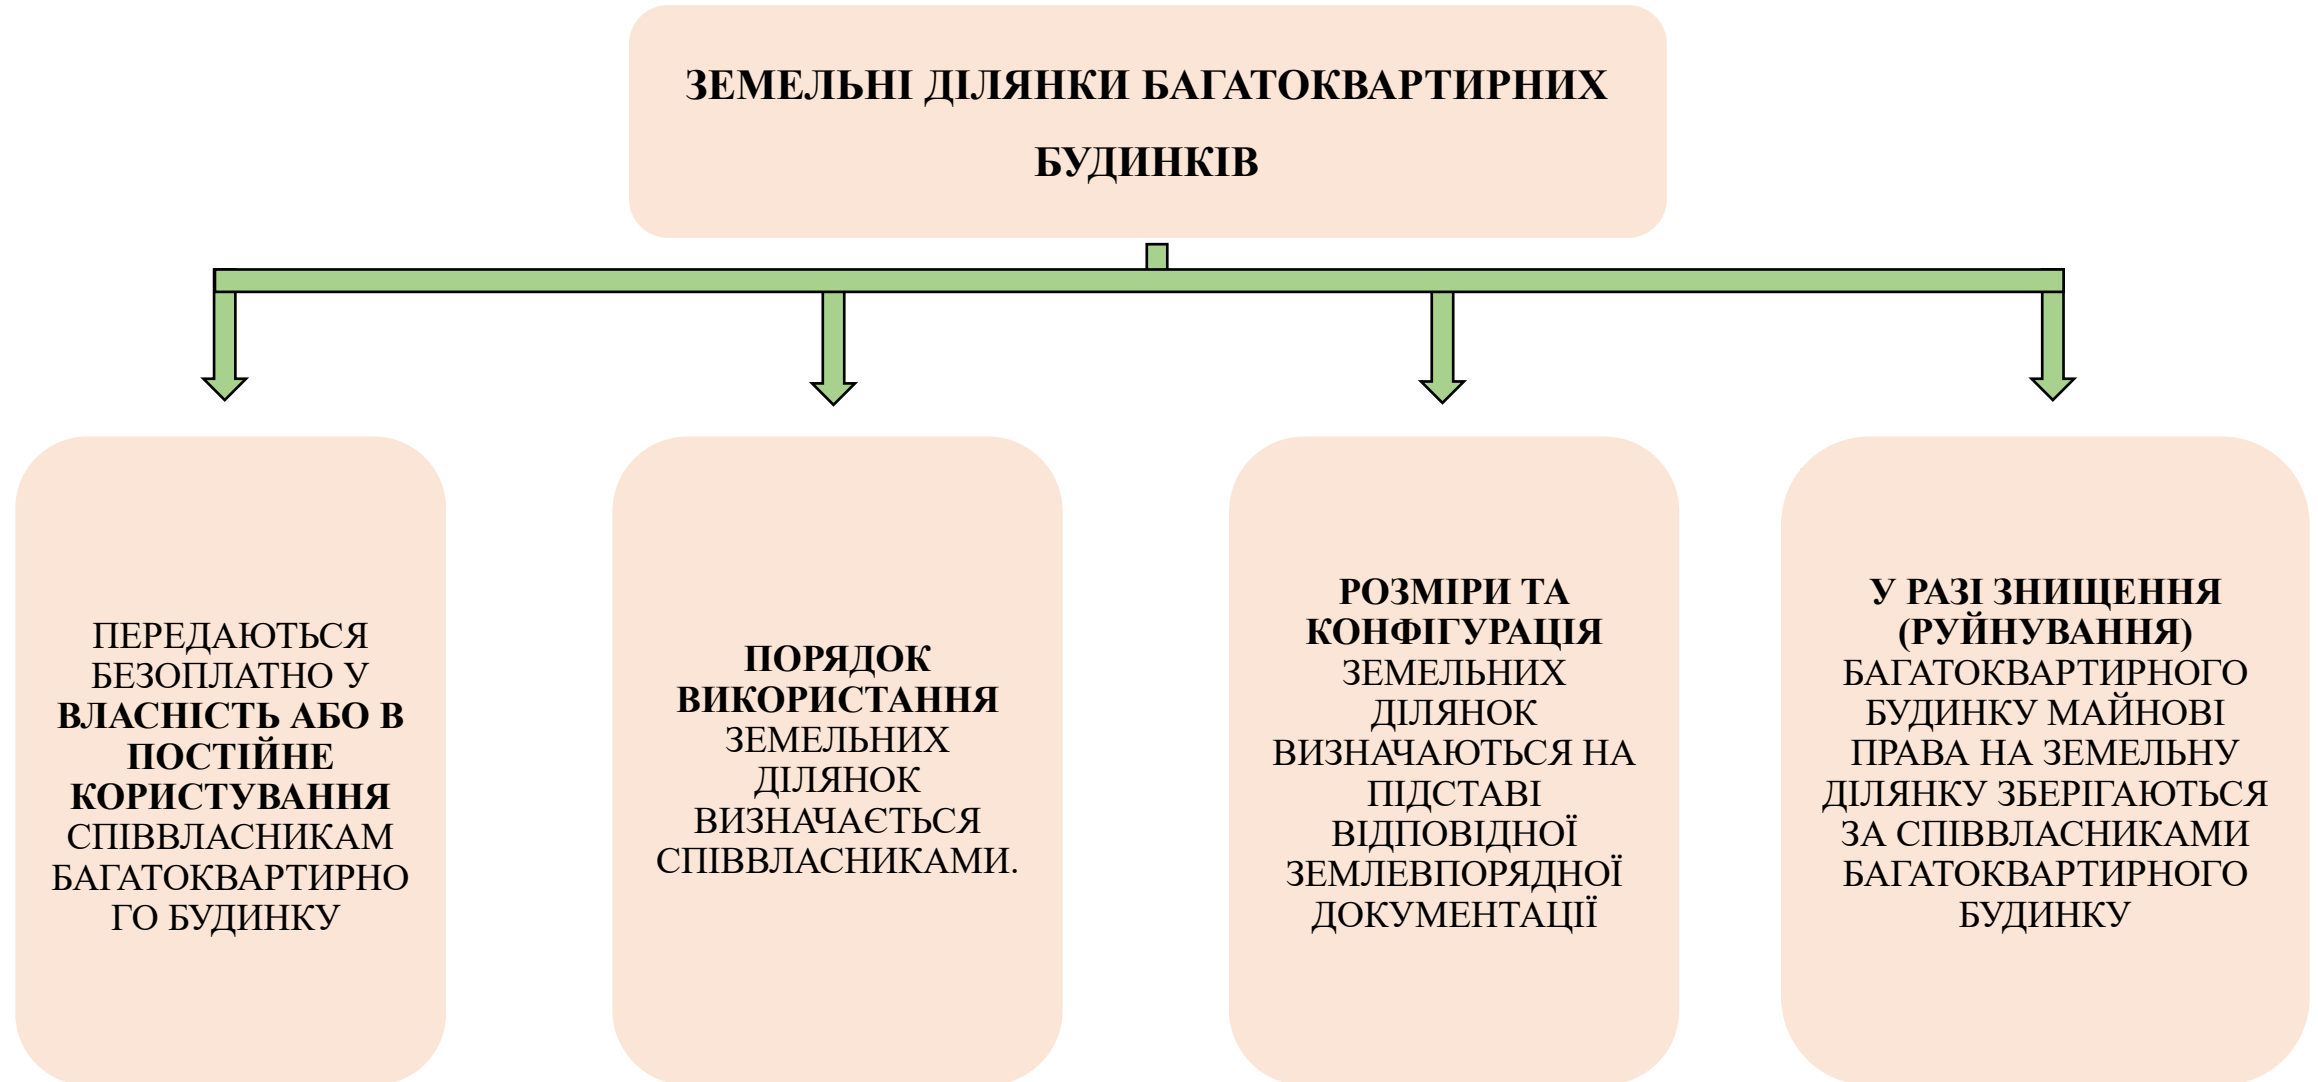 ЗЕМЕЛЬНІ ДІЛЯНКИ БАГАТОКВАРТИРНИХ
БУДИНКІВ
ПЕРЕДАЮТЬСЯ
БЕЗОПЛАТНО У
ВЛАСНІСТЬ АБО В
ПОСТІЙНЕ
КОРИСТУВАННЯ
СПІВВЛАСНИКАМ
БАГАТОКВАРТИРНО
ГО БУДИНКУ
ПОРЯДОК
ВИКОРИСТАННЯ
ЗЕМЕЛЬНИХ
ДІЛЯНОК
ВИЗНАЧАЄТЬСЯ
СПІВВЛАСНИКАМИ.
РОЗМІРИ ТА
КОНФІГУРАЦІЯ
ЗЕМЕЛЬНИХ
ДІЛЯНОК
ВИЗНАЧАЮТЬСЯ НА
ПІДСТАВІ
ВІДПОВІДНОЇ
ЗЕМЛЕВПОРЯДНОЇ
ДОКУМЕНТАЦІЇ
У РАЗІ ЗНИЩЕННЯ
(РУЙНУВАННЯ)
БАГАТОКВАРТИРНОГО
БУДИНКУ МАЙНОВІ
ПРАВА НА ЗЕМЕЛЬНУ
ДІЛЯНКУ ЗБЕРІГАЮТЬСЯ
ЗА СПІВВЛАСНИКАМИ
БАГАТОКВАРТИРНОГО
БУДИНКУ